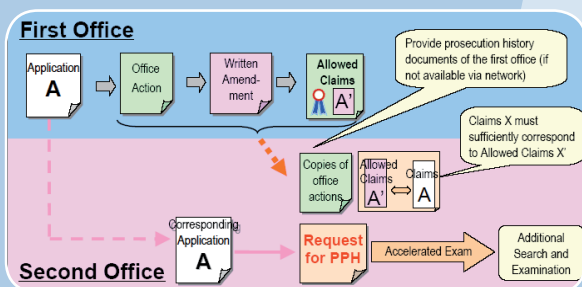 First Office
Application
A
Office
Action
Written
Amend-
ment
Allowed
Claims
A'
Provide prosecution history
documents of the first office (if
not available via network)
Claims X must
sufficiently correspond
to Allowed Claims X'
Copies of
office
actions
Allowed
Claims
A'
Claims
A
Corresponding
Application
A
Request
for PPH
Accelerated Exam
Additional
Search and
Examination
Second Office